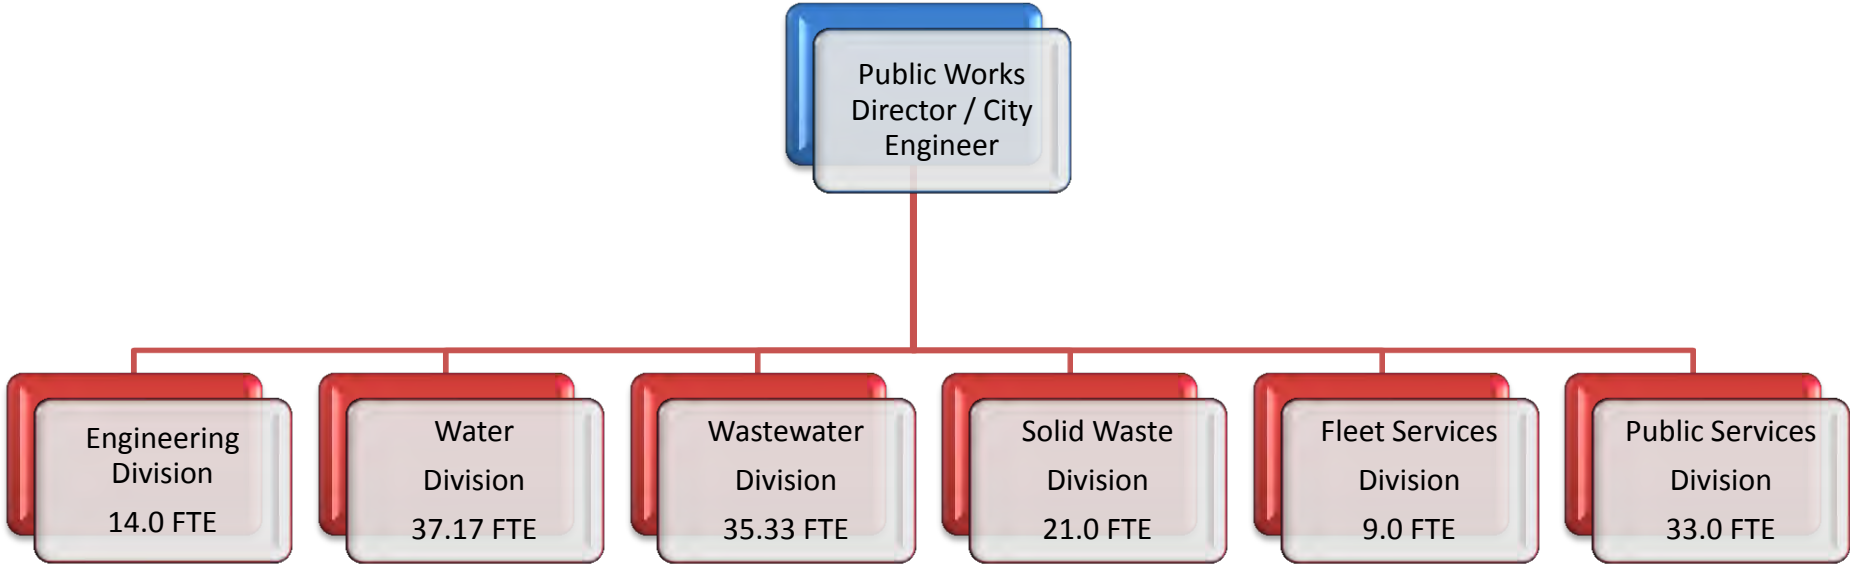 Public Works
Director / City
Engineer
Engineering
Division
14.0 FTE
Water
Division
37.17 FTE
Wastewater
Division
35.33 FTE
Solid Waste
Division
21.0 FTE
Fleet Services
Division
9.0 FTE
Public Services
Division
33.0 FTE